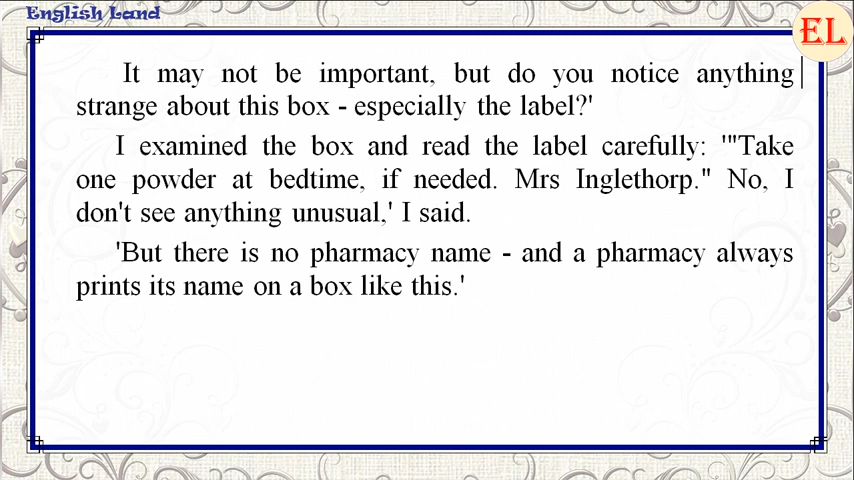 English Land
EL
It may not be important, but do you notice anything
strange about this box - especially the label?'
I examined the box and read the label carefully: '"Take
one powder at bedtime, if needed. Mrs Inglethorp." No, I
don't see anything unusual,' I said.
'But there is no pharmacy name - and a pharmacy always
prints its name on a box like this.'